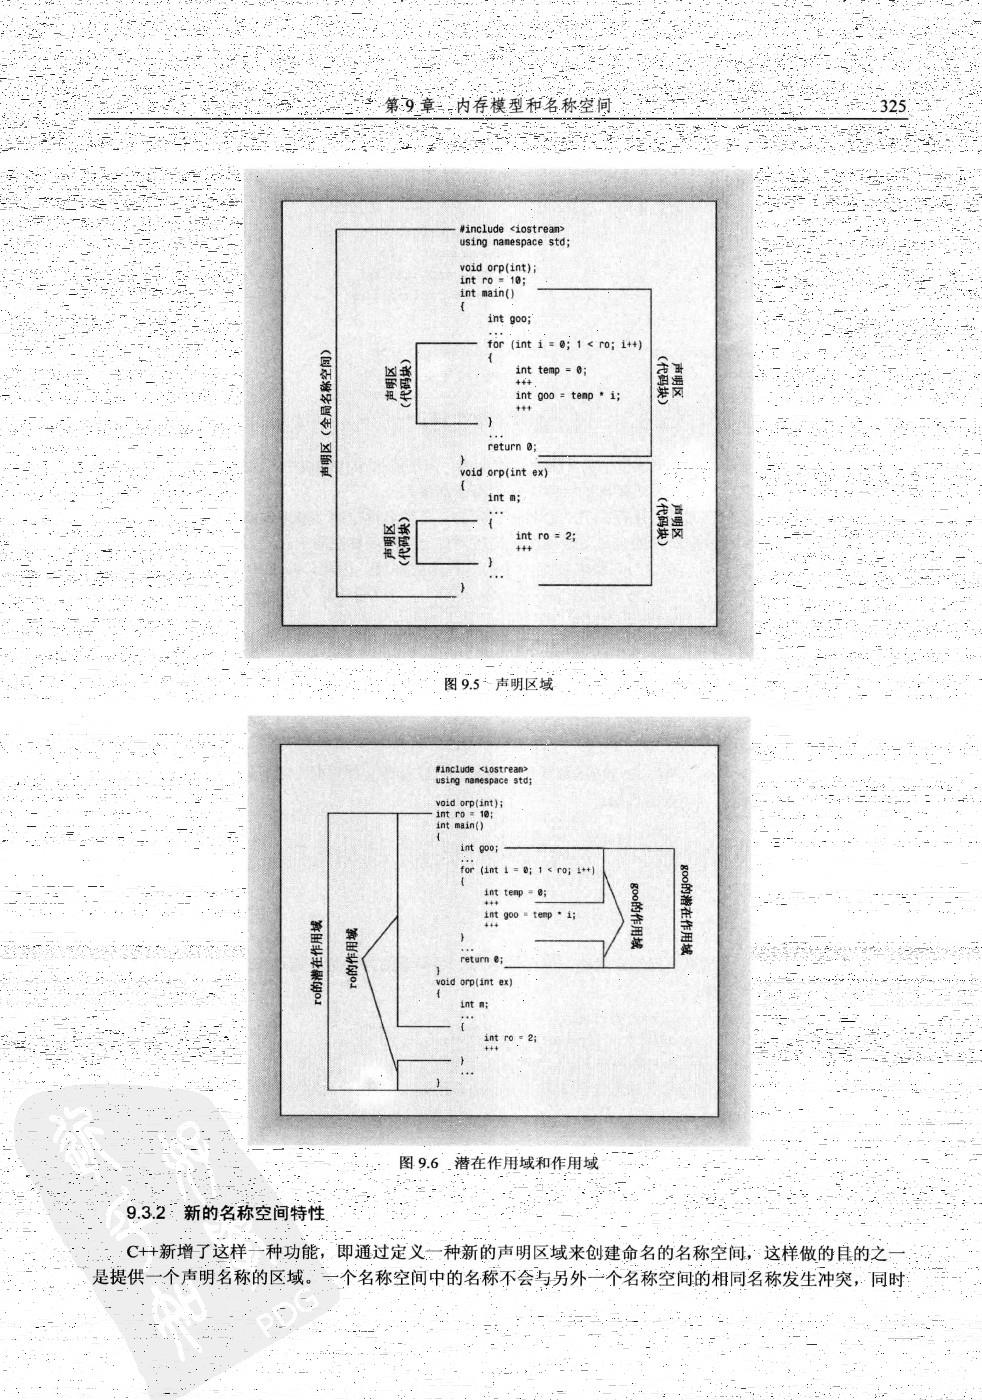 第 9 章 内存模型和名称空间 325
#include <iostream>
using namespace std;
void orp(int);
int ro = 10;
int main()
{
int goo;
...
for (int i = 0; 1 < ro; i++)
{
int temp = 0;
+++
int goo = temp * i;
+++
}
...
return 0;
}
void orp(int ex)
{
int m;
...
{
int ro = 2;
+++
}
...
}
声明区（全局名称空间）
声明区
（代码块）
声明区
（代码块）
声明区
（代码块）
声明区
（代码块）
图 9.5 声明区域
#include <iostream>
using namespace std;
void orp(int);
int ro = 10;
int main()
{
int goo;
...
for (int i = 0; 1 < ro; i++)
{
int temp = 0;
+++
int goo = temp * i;
+++
}
...
return 0;
}
void orp(int ex)
{
int m;
...
{
int ro = 2;
+++
}
...
}
ro的潜在作用域
ro的作用域
goo的作用域
goo的潜在作用域
图 9.6 潜在作用域和作用域
9.3.2 新的名称空间特性
C++新增了这样一种功能，即通过定义一种新的声明区域来创建命名的名称空间，这样做的目的之一
是提供一个声明名称的区域。一个名称空间中的名称不会与另外一个名称空间的相同名称发生冲突，同时
PDG